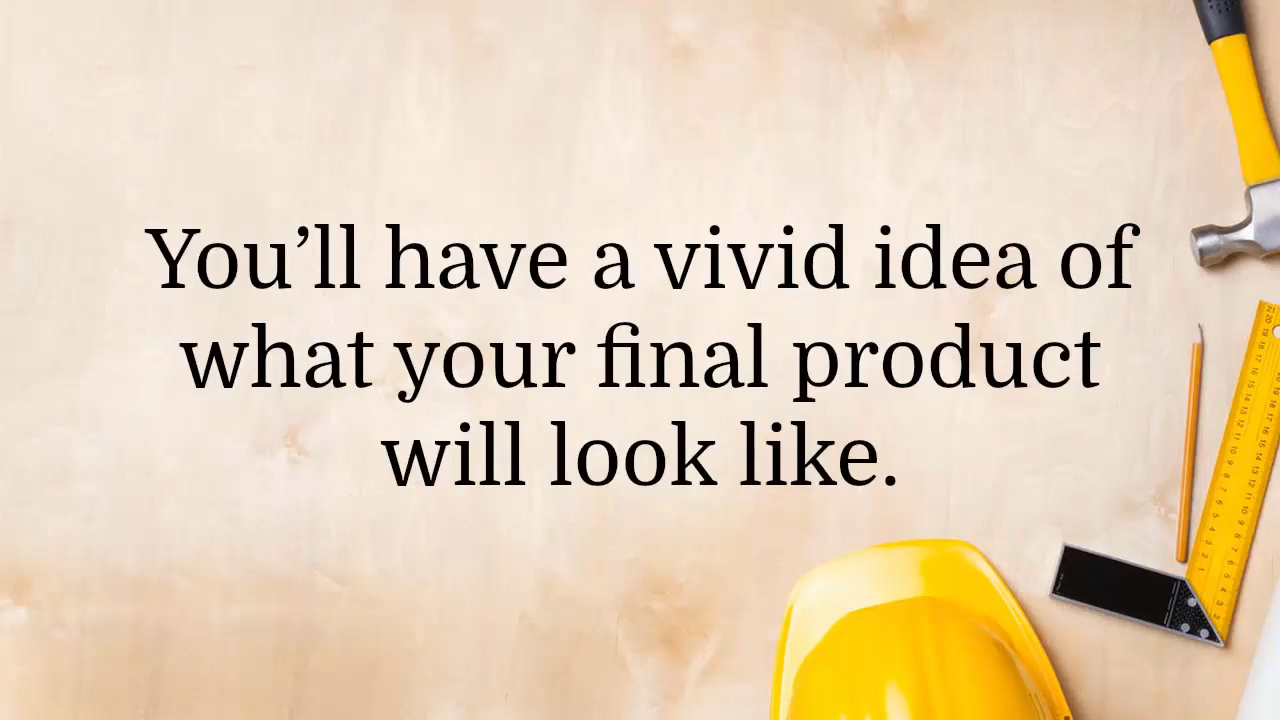 You’ll have a vivid idea of
what your final product
will look like.